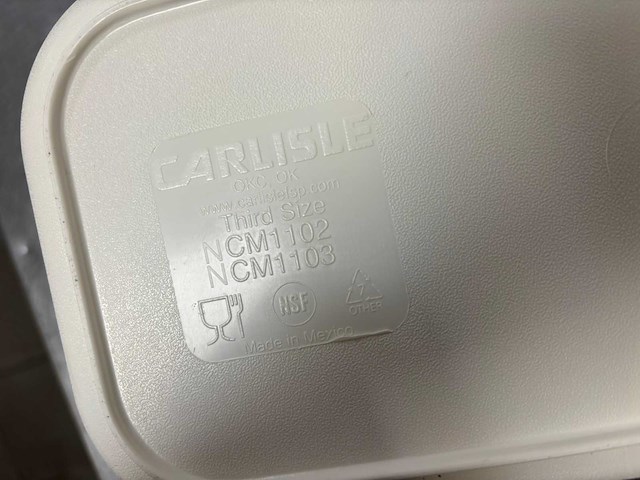 CARLISLE
OKC, OK
www.carlislefsp.com
Third Size
NCM1102
NCM1103
NSF
7
OTHER
Made in Mexico